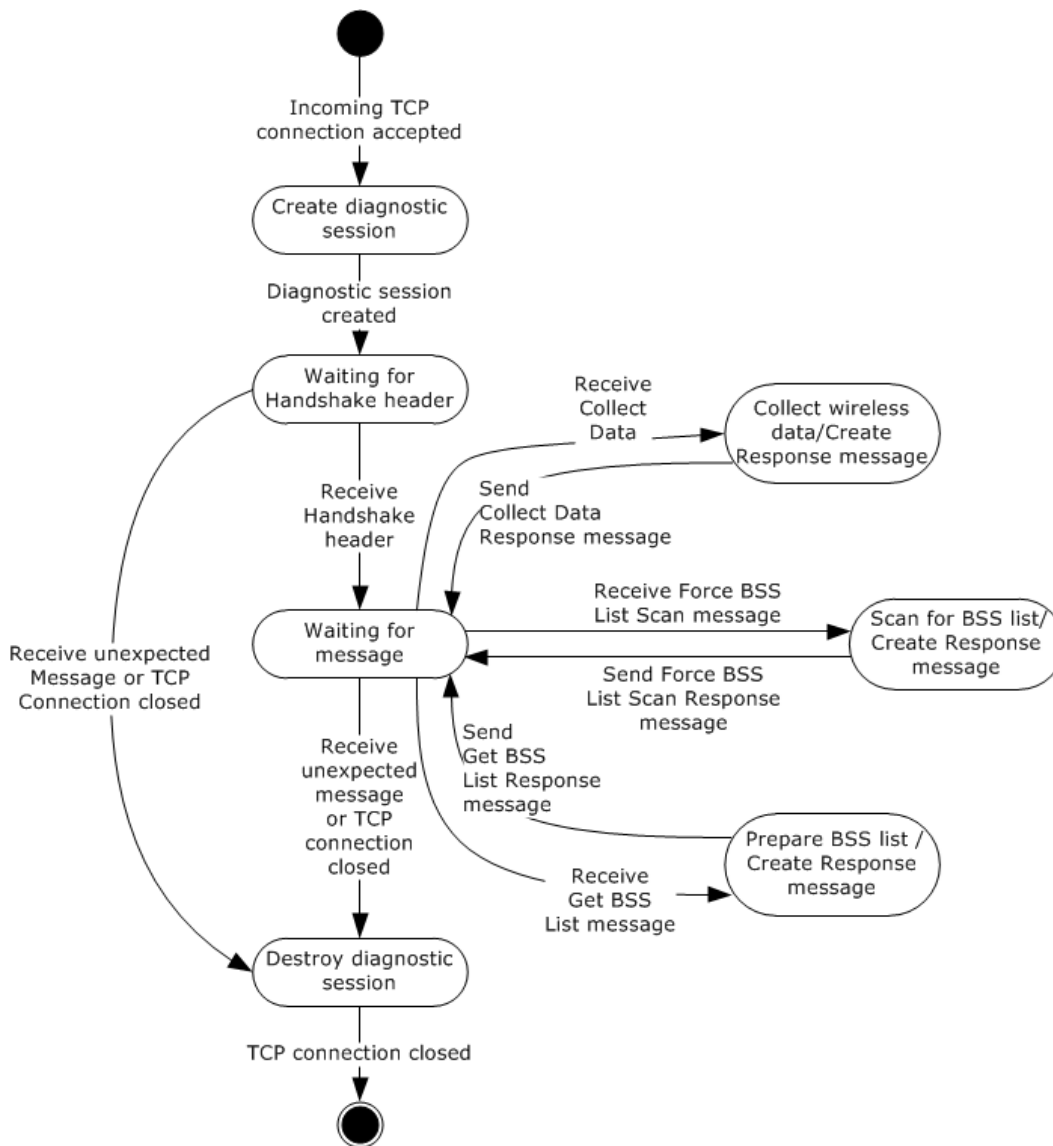 Incoming TCP
connection accepted
Create diagnostic
session
Diagnostic session
created
Waiting for
Handshake header
Receive
Collect
Data
Collect wireless
data/Create
Response message
Receive
Handshake
header
Send
Collect Data
Response message
Receive Force BSS
List Scan message
Waiting for
message
Scan for BSS list/
Create Response
message
Send Force BSS
List Scan Response
message
Receive unexpected
Message or TCP
Connection closed
Receive
unexpected
message
or TCP
connection
closed
Send
Get BSS
List Response
message
Prepare BSS list /
Create Response
message
Receive
Get BSS
List message
Destroy diagnostic
session
TCP connection closed